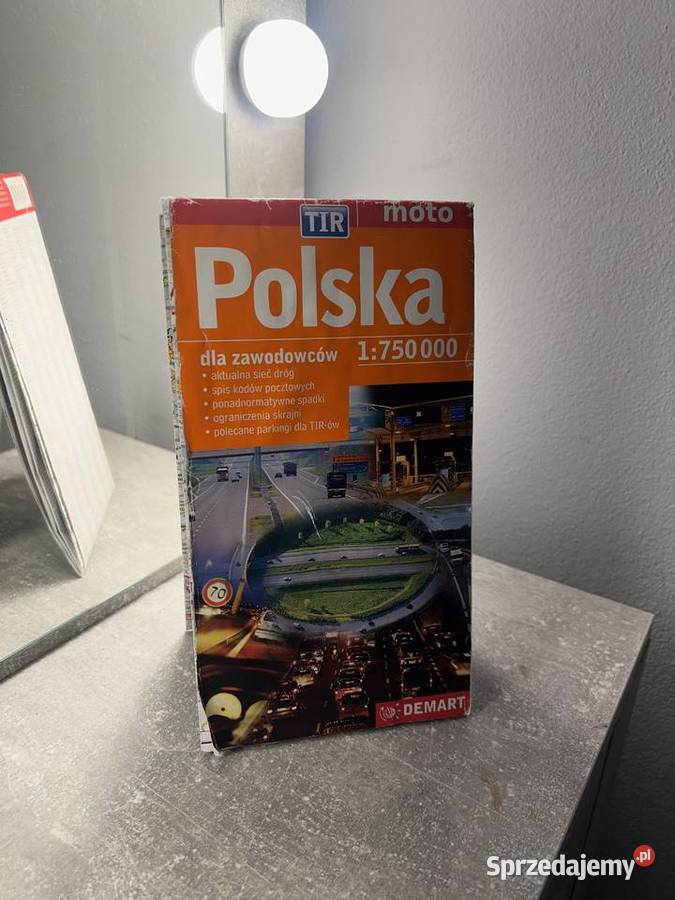 TIR
moto
Polska
dla zawodowców
1:750 000
• aktualna sieć dróg
• spis kodów pocztowych
• ponadnormatywne spadki
• ograniczenia skrajni
• polecane parkingi dla TIR-ów
70
DEMART
Sprzedajemy.pl